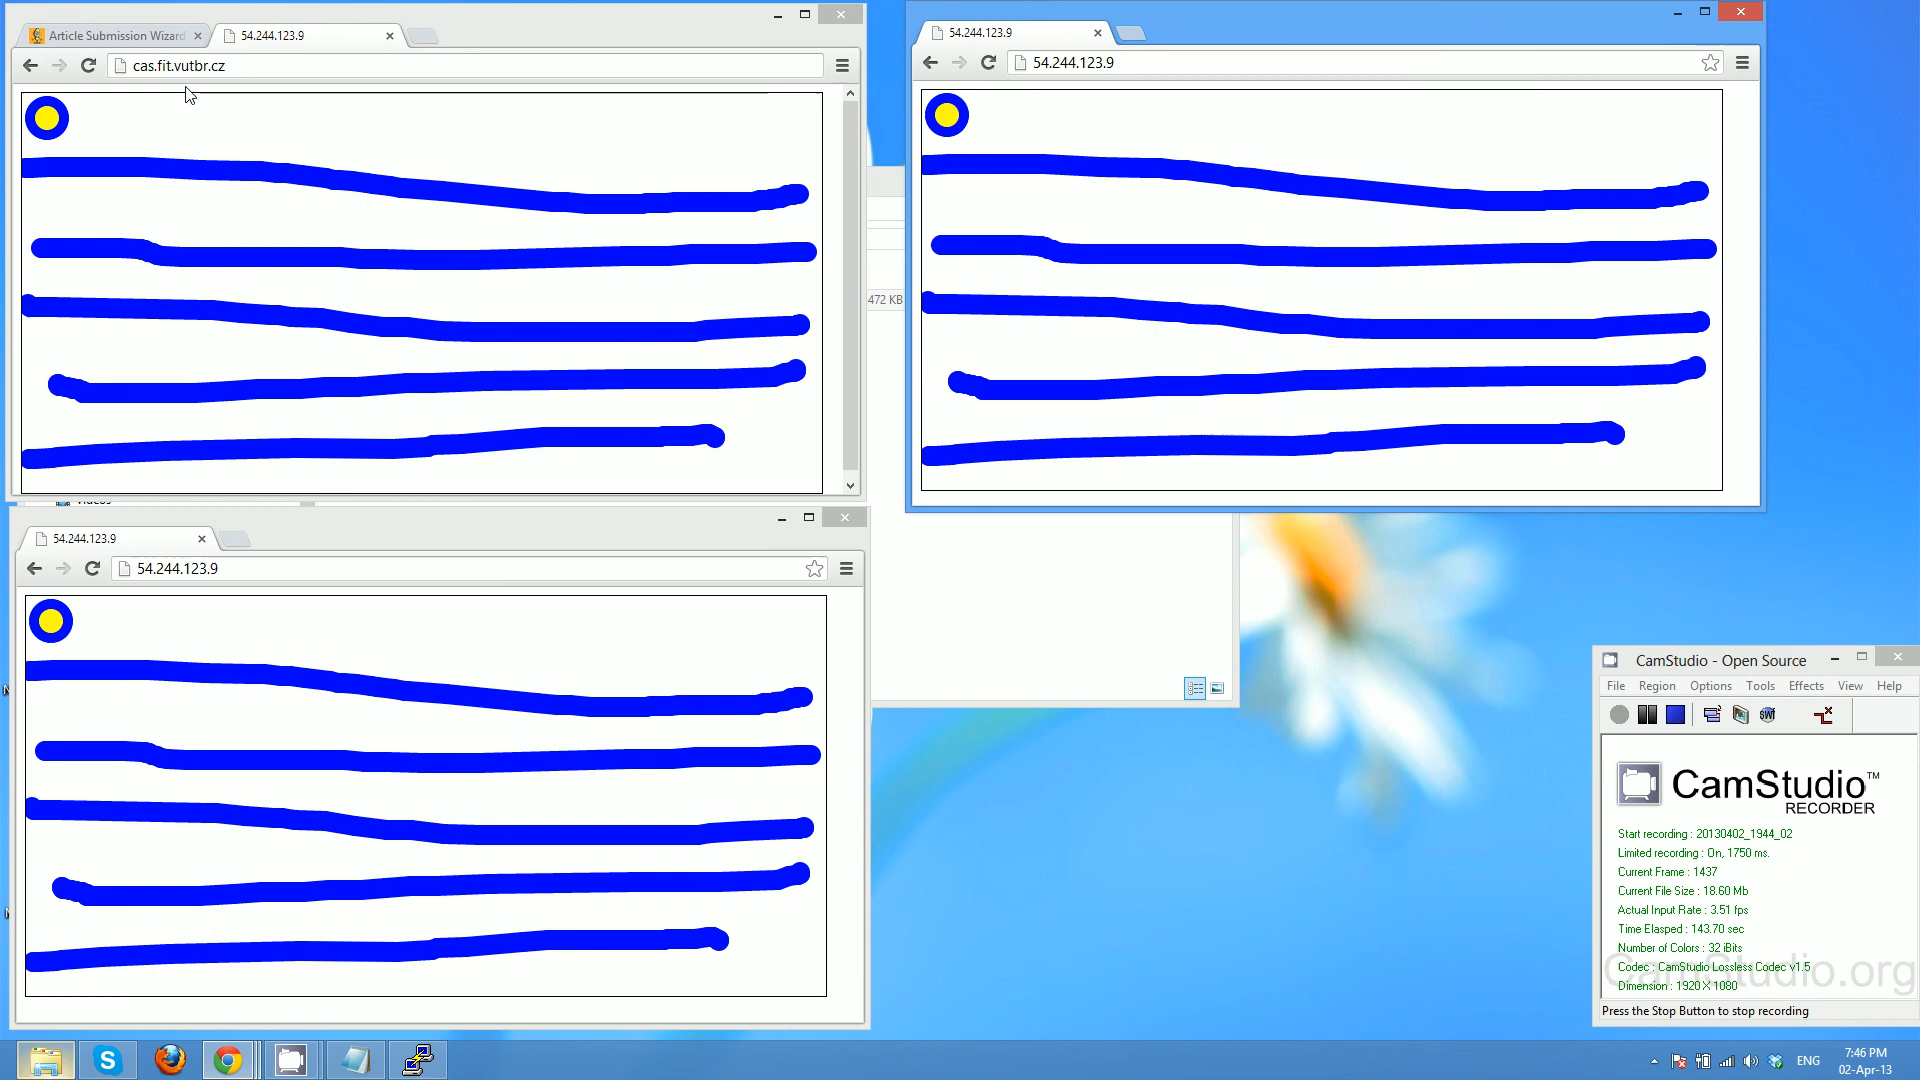 Article Submission Wizard
54.244.123.9
cas.fit.vutbr.cz
54.244.123.9
54.244.123.9
472 KB
54.244.123.9
54.244.123.9
CamStudio - Open Source
File Region Options Tools Effects View Help
SWF
CamStudio™
RECORDER
Start recording : 20130402_1944_02
Limited recording : On, 1750 ms.
Current Frame : 1437
Current File Size : 18.60 Mb
Actual Input Rate : 3.51 fps
Time Elasped : 143.70 sec
Number of Colors : 32 iBits
Codec : CamStudio Lossless Codec v1.5
CamStudio.org
Dimension : 1920 X 1080
Press the Stop Button to stop recording
ENG
7:46 PM
02-Apr-13